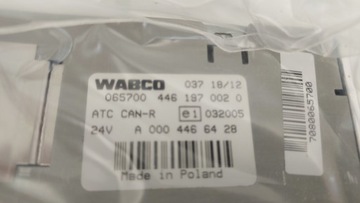 WABCO 037 18/12
065700 446 197 002 0
ATC CAN-R e1 032005
24V A 000 446 64 28
Made in Poland
7080065700